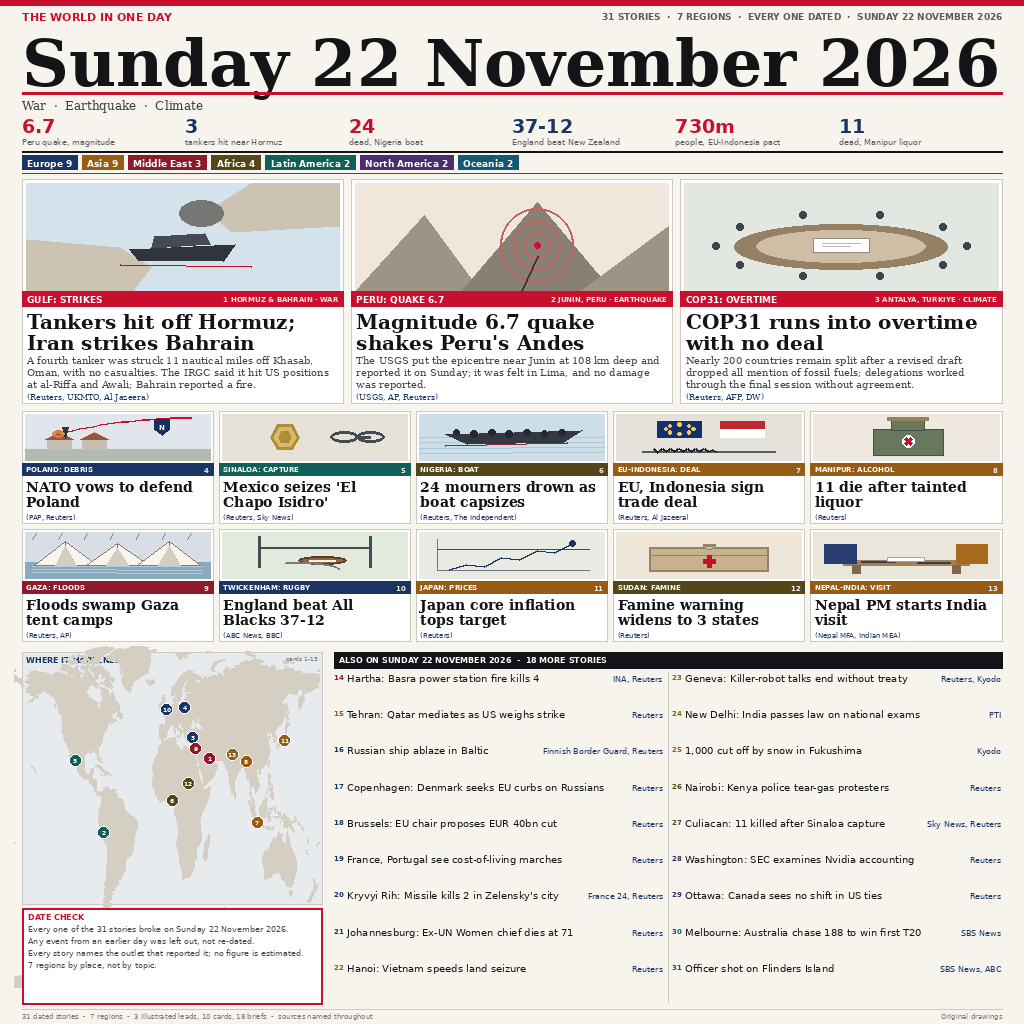 THE WORLD IN ONE DAY
31 STORIES · 7 REGIONS · EVERY ONE DATED · SUNDAY 22 NOVEMBER 2026
Sunday 22 November 2026
War · Earthquake · Climate
6.7
Peru quake, magnitude
3
tankers hit near Hormuz
24
dead, Nigeria boat
37-12
England beat New Zealand
730m
people, EU-Indonesia pact
11
dead, Manipur liquor
Europe 9
Asia 9
Middle East 3
Africa 4
Latin America 2
North America 2
Oceania 2
GULF: STRIKES
1 HORMUZ & BAHRAIN · WAR
Tankers hit off Hormuz;
Iran strikes Bahrain
A fourth tanker was struck 11 nautical miles off Khasab,
Oman, with no casualties. The IRGC said it hit US positions
at al-Riffa and Awali; Bahrain reported a fire.
(Reuters, UKMTO, Al Jazeera)
PERU: QUAKE 6.7
2 JUNIN, PERU · EARTHQUAKE
Magnitude 6.7 quake
shakes Peru's Andes
The USGS put the epicentre near Junin at 108 km deep and
reported it on Sunday; it was felt in Lima, and no damage
was reported.
(USGS, AP, Reuters)
COP31: OVERTIME
3 ANTALYA, TURKIYE · CLIMATE
COP31 runs into overtime
with no deal
Nearly 200 countries remain split after a revised draft
dropped all mention of fossil fuels; delegations worked
through the final session without agreement.
(Reuters, AFP, DW)
N
POLAND: DEBRIS
4
NATO vows to defend
Poland
(PAP, Reuters)
SINALOA: CAPTURE
5
Mexico seizes 'El
Chapo Isidro'
(Reuters, Sky News)
NIGERIA: BOAT
6
24 mourners drown as
boat capsizes
(Reuters, The Independent)
EU-INDONESIA: DEAL
7
EU, Indonesia sign
trade deal
(Reuters, Al Jazeera)
MANIPUR: ALCOHOL
8
11 die after tainted
liquor
(Reuters)
GAZA: FLOODS
9
Floods swamp Gaza
tent camps
(Reuters, AP)
TWICKENHAM: RUGBY
10
England beat All
Blacks 37-12
(ABC News, BBC)
JAPAN: PRICES
11
Japan core inflation
tops target
(Reuters)
SUDAN: FAMINE
12
Famine warning
widens to 3 states
(Reuters)
NEPAL-INDIA: VISIT
13
Nepal PM starts India
visit
(Nepal MFA, Indian MEA)
WHERE IT
cards 1-13
10
4
3
9
1
13
8
11
5
12
6
7
2
DATE CHECK
Every one of the 31 stories broke on Sunday 22 November 2026.
Any event from an earlier day was left out, not re-dated.
Every story names the outlet that reported it; no figure is estimated.
7 regions by place, not by topic.
ALSO ON SUNDAY 22 NOVEMBER 2026 - 18 MORE STORIES
14 Hartha: Basra power station fire kills 4 INA, Reuters
15 Tehran: Qatar mediates as US weighs strike Reuters
16 Russian ship ablaze in Baltic Finnish Border Guard, Reuters
17 Copenhagen: Denmark seeks EU curbs on Russians Reuters
18 Brussels: EU chair proposes EUR 40bn cut Reuters
19 France, Portugal see cost-of-living marches Reuters
20 Kryvyi Rih: Missile kills 2 in Zelensky's city France 24, Reuters
21 Johannesburg: Ex-UN Women chief dies at 71 Reuters
22 Hanoi: Vietnam speeds land seizure Reuters
23 Geneva: Killer-robot talks end without treaty Reuters, Kyodo
24 New Delhi: India passes law on national exams PTI
25 1,000 cut off by snow in Fukushima Kyodo
26 Nairobi: Kenya police tear-gas protesters Reuters
27 Culiacan: 11 killed after Sinaloa capture Sky News, Reuters
28 Washington: SEC examines Nvidia accounting Reuters
29 Ottawa: Canada sees no shift in US ties Reuters
30 Melbourne: Australia chase 188 to win first T20 SBS News
31 Officer shot on Flinders Island SBS News, ABC
31 dated stories - 7 regions - 3 illustrated leads, 10 cards, 18 briefs - sources named throughout
Original drawings